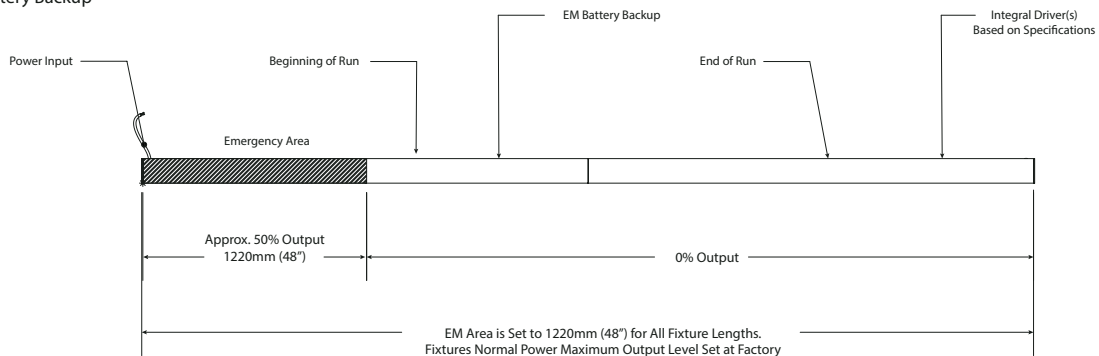 EM Battery Backup
Integral Driver(s)
Based on Specifications
Power Input
Beginning of Run
End of Run
Emergency Area
Approx. 50% Output
1220mm (48”)
0% Output
EM Area is Set to 1220mm (48”) for All Fixture Lengths.
Fixtures Normal Power Maximum Output Level Set at Factory